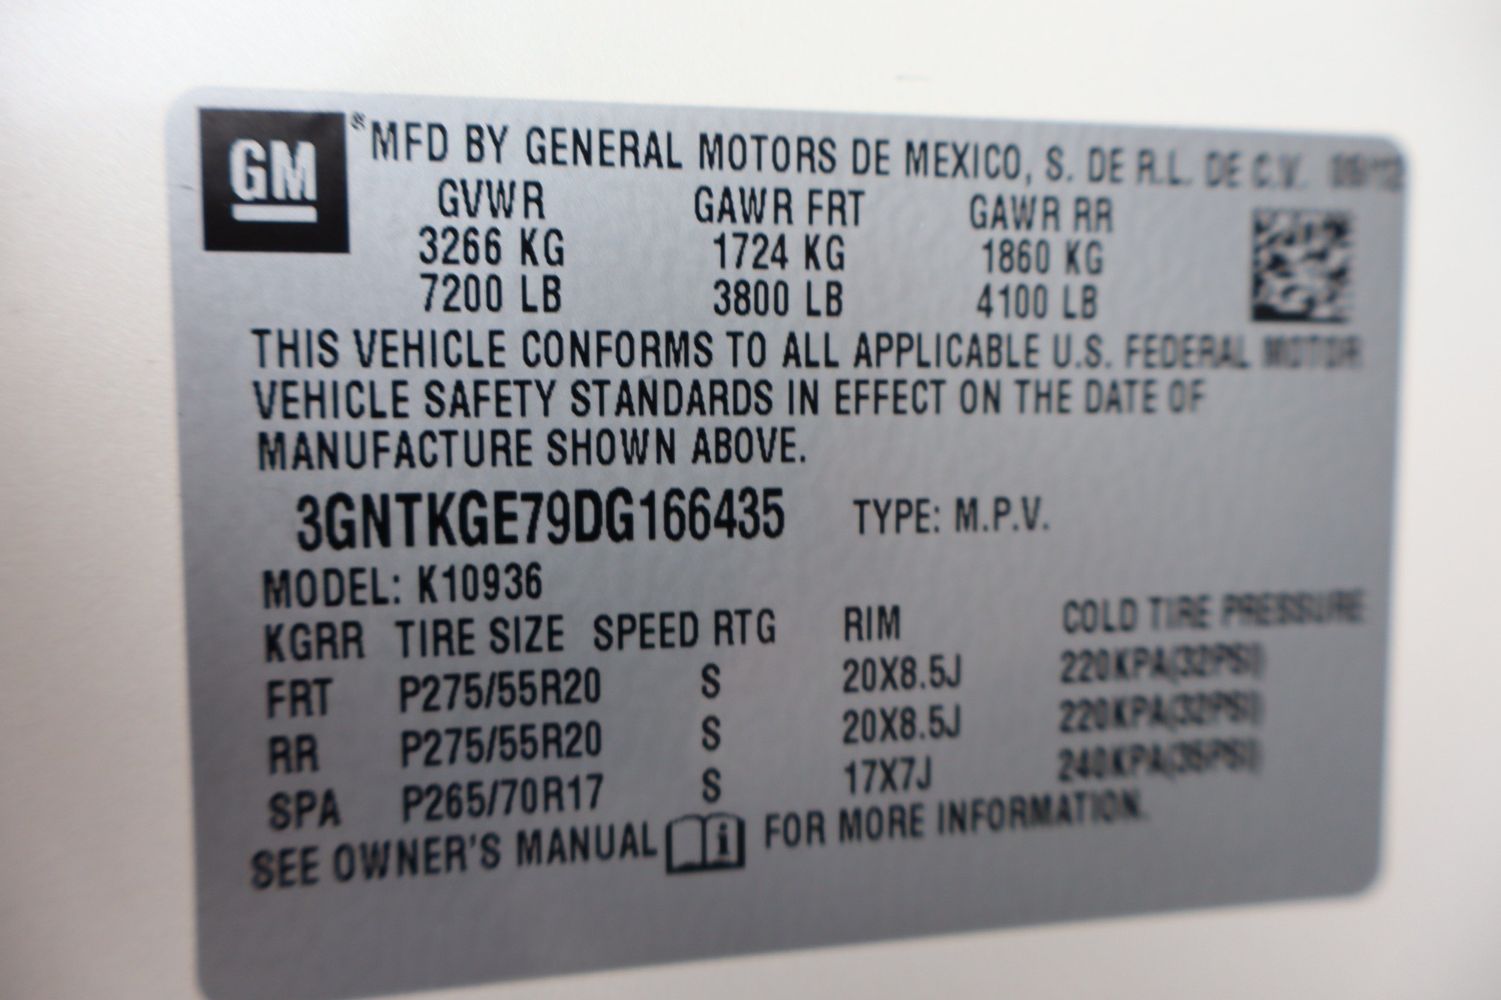 GM
MFD BY GENERAL MOTORS DE MEXICO, S. DE R.L. DE C.V. 09/12
GVWR GAWR FRT GAWR RR
3266 KG 1724 KG 1860 KG
7200 LB 3800 LB 4100 LB
THIS VEHICLE CONFORMS TO ALL APPLICABLE U.S. FEDERAL MOTOR
VEHICLE SAFETY STANDARDS IN EFFECT ON THE DATE OF
MANUFACTURE SHOWN ABOVE.
3GNTKGE79DG166435 TYPE: M.P.V.
MODEL: K10936
KGRR TIRE SIZE SPEED RTG RIM COLD TIRE PRESSURE
FRT P275/55R20 S 20X8.5J 220KPA(32PSI)
RR P275/55R20 S 20X8.5J 220KPA(32PSI)
SPA P265/70R17 S 17X7J 240KPA(35PSI)
SEE OWNER'S MANUAL i FOR MORE INFORMATION.